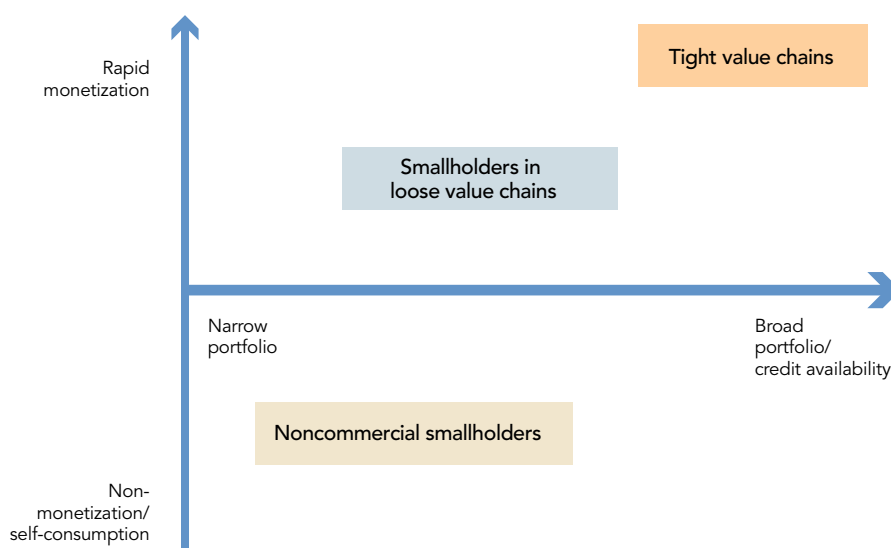 Rapid
monetization
Tight value chains
Smallholders in
loose value chains
Narrow
portfolio
Broad
portfolio/
credit availability
Noncommercial smallholders
Non-
monetization/
self-consumption